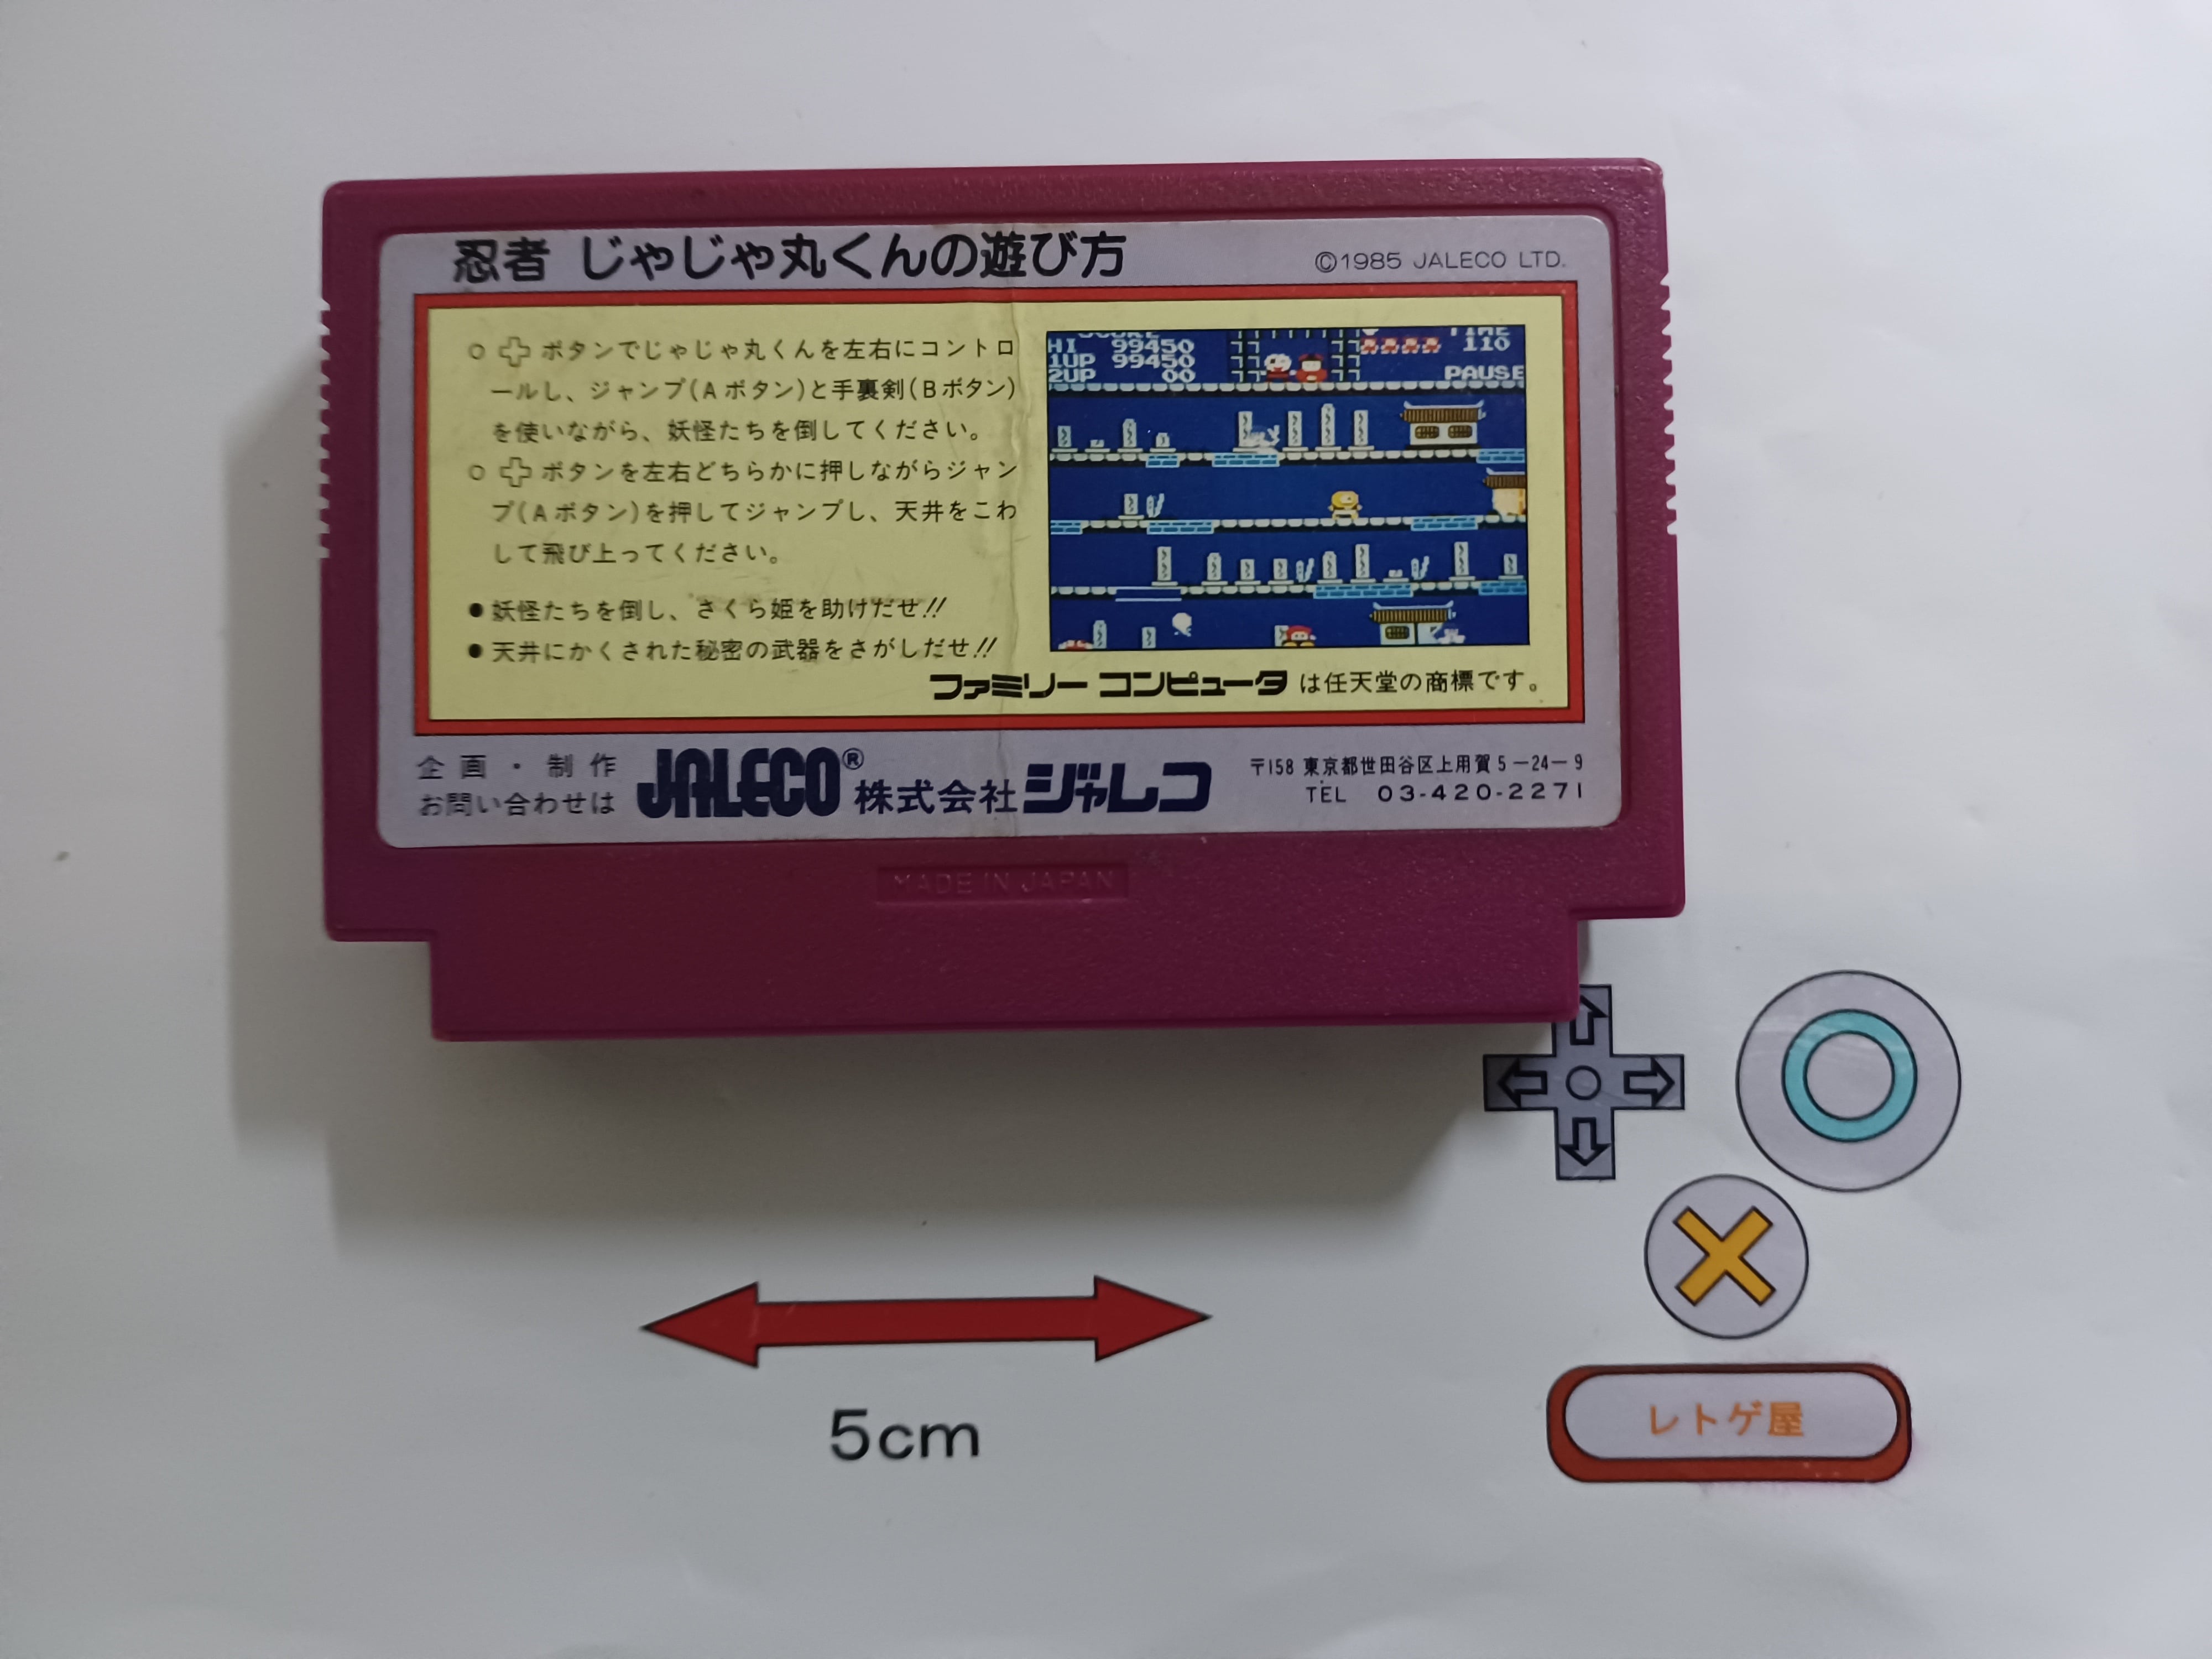 忍者 じゃじゃ丸くんの遊び方
©1985 JALECO LTD.
○ ✚ ボタンでじゃじゃ丸くんを左右にコントロ
ールし、ジャンプ(Aボタン)と手裏剣(Bボタン)
を使いながら、妖怪たちを倒してください。
○ ✚ ボタンを左右どちらかに押しながらジャン
プ(Aボタン)を押してジャンプし、天井をこわ
して飛び上ってください。
● 妖怪たちを倒し、さくら姫を助けだせ!!
● 天井にかくされた秘密の武器をさがしだせ!!
SCORE
TIME
HI 99450
110
1UP 99450
2UP 00
PAUSE
ファミリー コンピュータ は任天堂の商標です。
企画・制作
お問い合わせは
JALECO® 株式会社ジャレコ
〒158 東京都世田谷区上用賀5－24－9
TEL 03-420-2271
MADE IN JAPAN
5cm
レトゲ屋